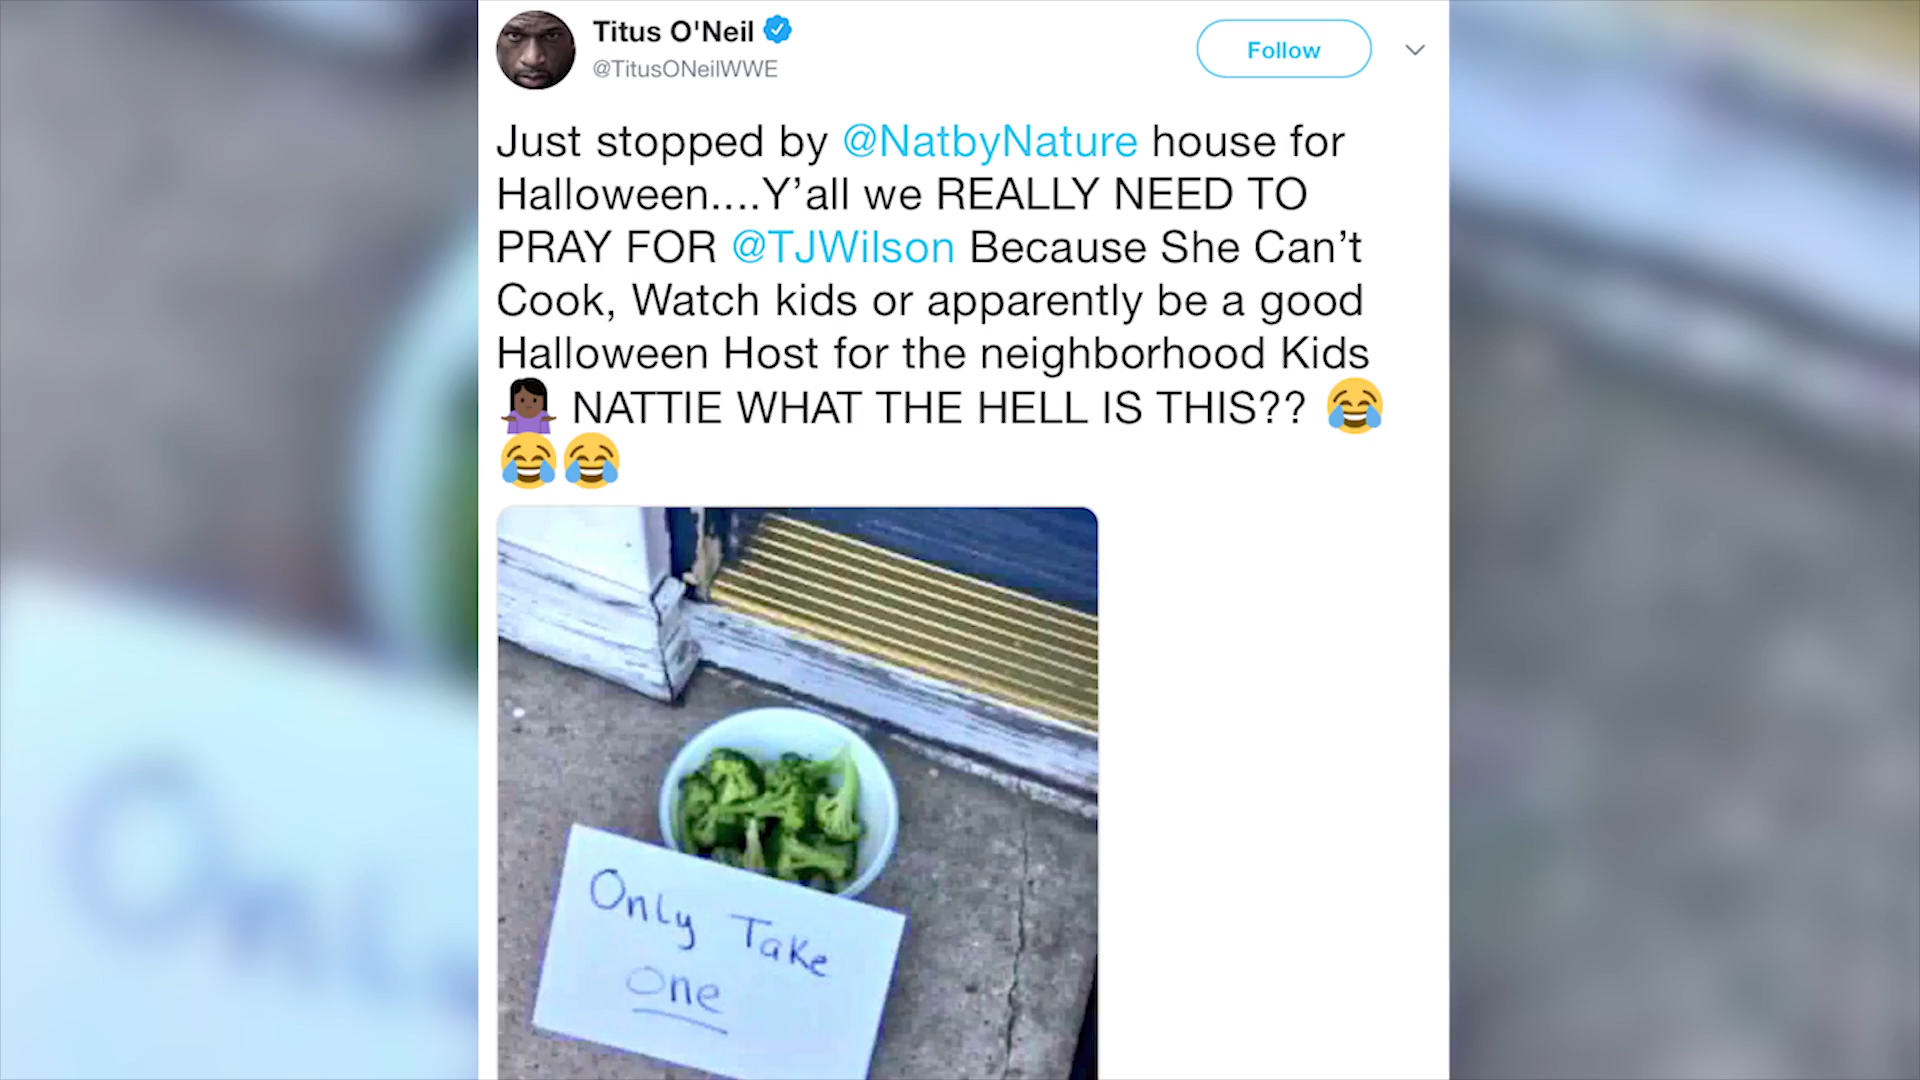 Titus O'Neil
@TitusONeilWWE
Follow
Just stopped by @NatbyNature house for
Halloween....Y’all we REALLY NEED TO
PRAY FOR @TJWilson Because She Can’t
Cook, Watch kids or apparently be a good
Halloween Host for the neighborhood Kids
🤷🏿‍♀️ NATTIE WHAT THE HELL IS THIS?? 😂
😂😂
Only Take
one